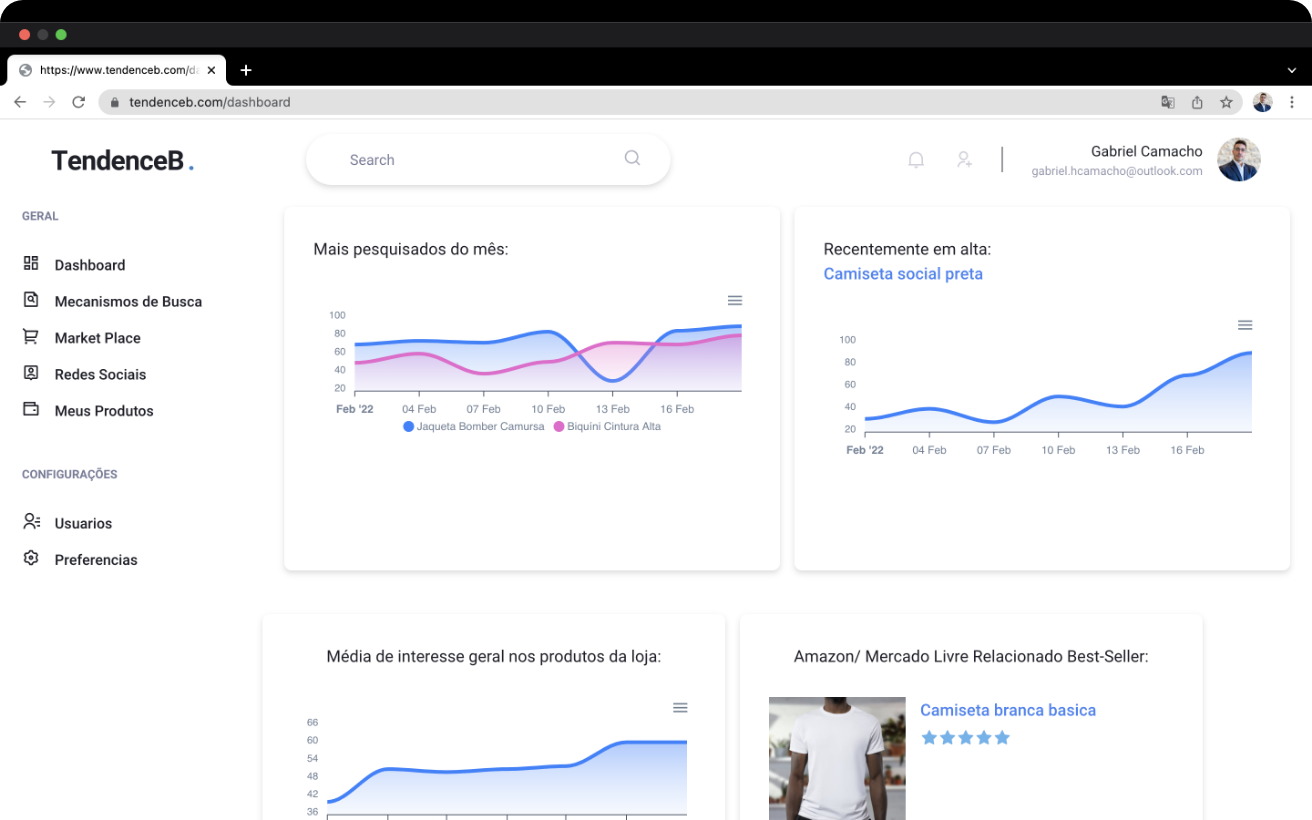 https://www.tendenceb.com/da
tendenceb.com/dashboard
TendenceB.
Search
Gabriel Camacho
gabriel.hcamacho@outlook.com
GERAL
Dashboard
Mecanismos de Busca
Market Place
Redes Sociais
Meus Produtos
CONFIGURAÇÕES
Usuarios
Preferencias
Mais pesquisados do mês:
100
80
60
40
20
Feb '22 04 Feb 07 Feb 10 Feb 13 Feb 16 Feb
Jaqueta Bomber Camursa Biquini Cintura Alta
Recentemente em alta:
Camiseta social preta
100
80
60
40
20
Feb '22 04 Feb 07 Feb 10 Feb 13 Feb 16 Feb
Média de interesse geral nos produtos da loja:
66
60
54
48
42
36
Amazon/ Mercado Livre Relacionado Best-Seller:
Camiseta branca basica